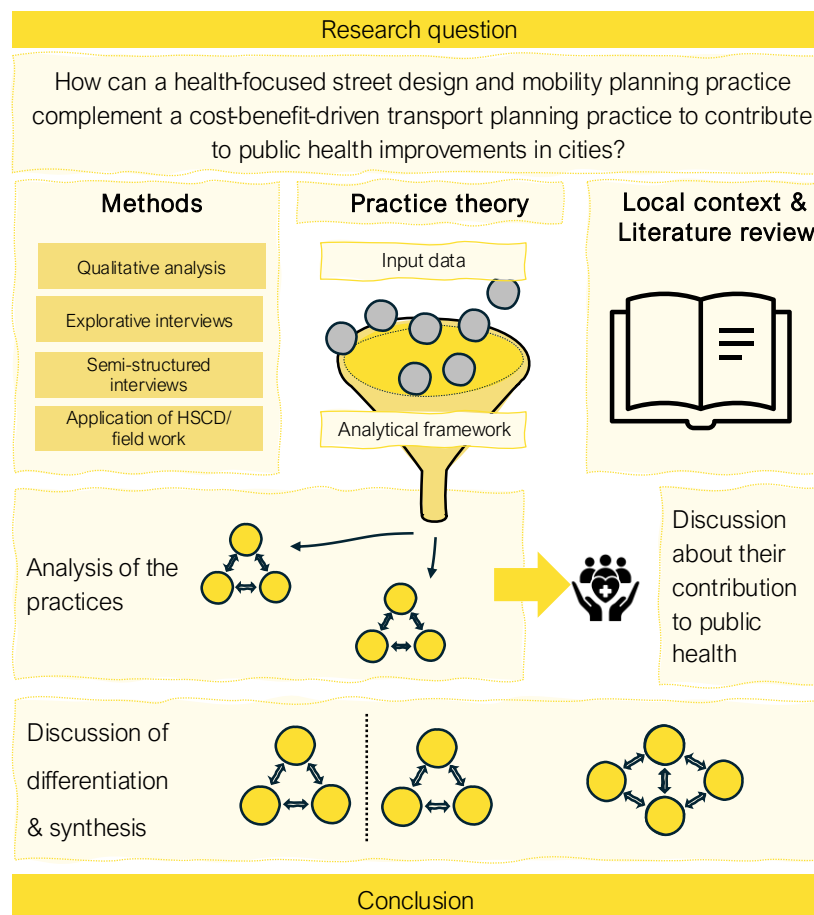 Research question
How can a health-focused street design and mobility planning practice
complement a cost-benefit-driven transport planning practice to contribute
to public health improvements in cities?
Methods
Qualitative analysis
Explorative interviews
Semi-structured
interviews
Application of HSCD/
field work
Practice theory
Input data
Analytical framework
Local context &
Literature review
Analysis of the
practices
Discussion
about their
contribution
to public
health
Discussion of
differentiation
& synthesis
Conclusion